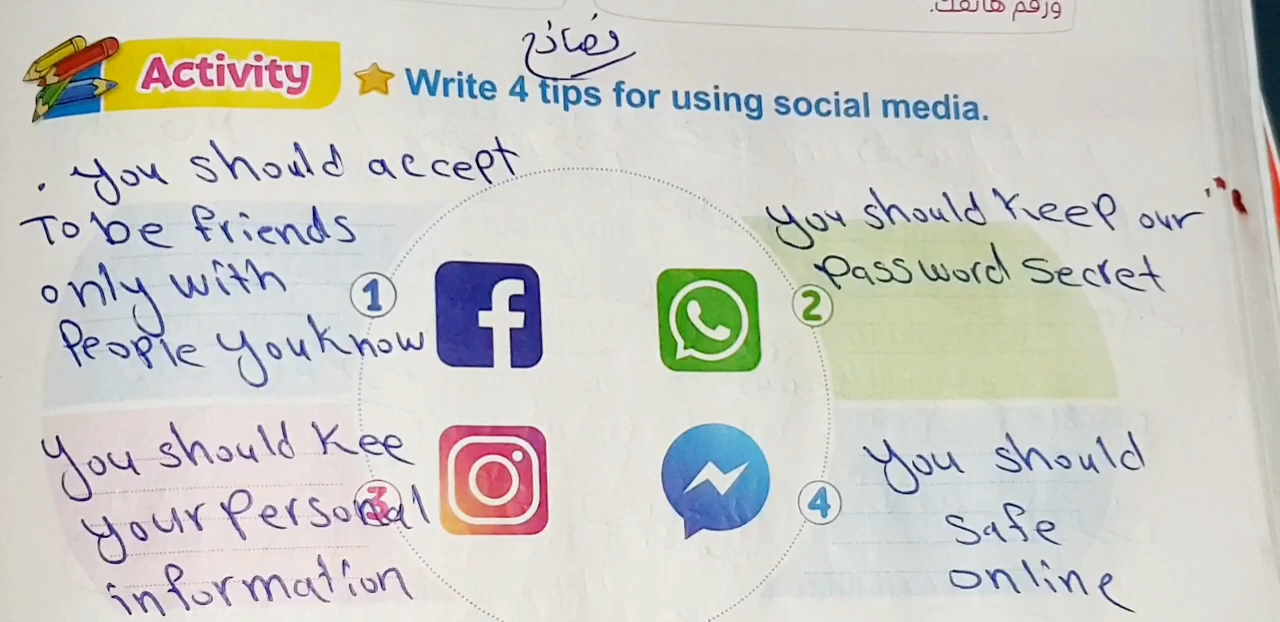 ورقم هاتفك.
نصائح
Activity
Write 4 tips for using social media.
. you should accept
To be friends
only with
People you know
1
you should keep our
Password secret
2
you should kee
your Personal
information
3
you should
safe
online
4